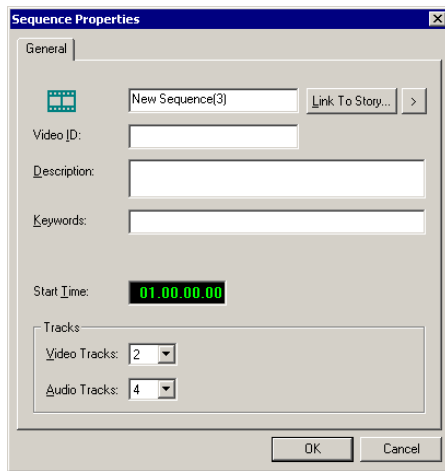 Sequence Properties
General
New Sequence(3)
Link To Story...
>
Video ID:
Description:
Keywords:
Start Time:
01.00.00.00
Tracks
Video Tracks:
2
Audio Tracks:
4
OK
Cancel